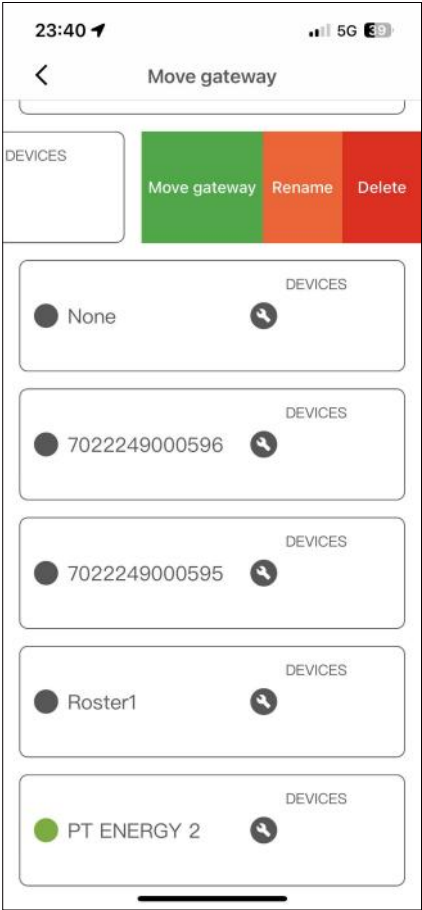 23:40 5G 39
Move gateway
DEVICES
Move gateway Rename Delete
DEVICES
None
DEVICES
7022249000596
DEVICES
7022249000595
DEVICES
Roster1
DEVICES
PT ENERGY 2